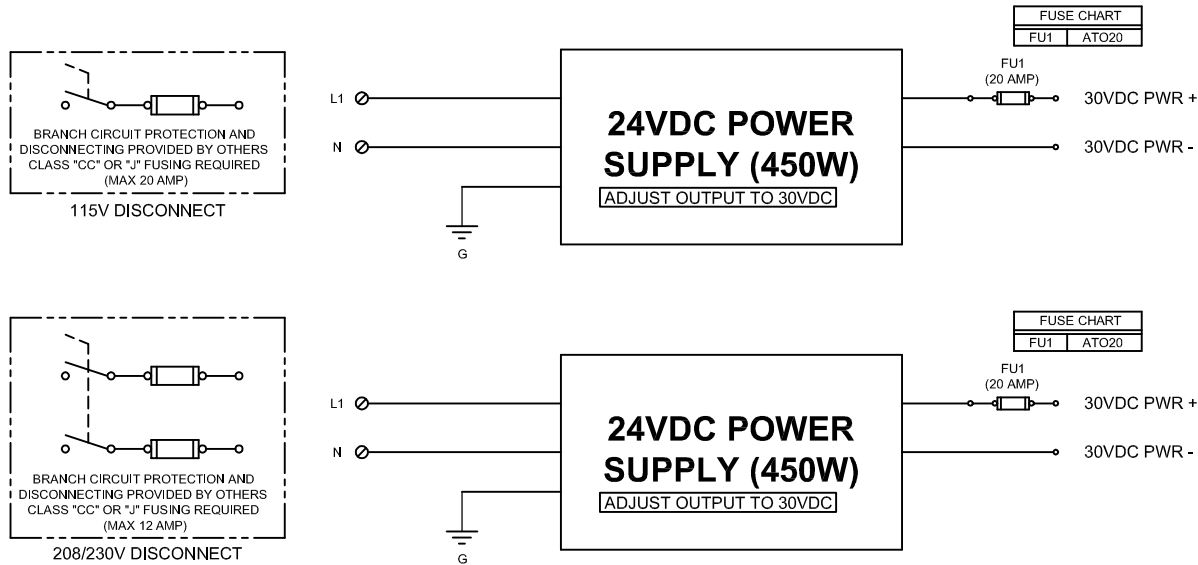 FUSE CHART
FU1 ATO20
FU1
(20 AMP)
L1
30VDC PWR +
24VDC POWER
SUPPLY (450W)
ADJUST OUTPUT TO 30VDC
N
30VDC PWR -
G
BRANCH CIRCUIT PROTECTION AND
DISCONNECTING PROVIDED BY OTHERS
CLASS "CC" OR "J" FUSING REQUIRED
(MAX 20 AMP)
115V DISCONNECT
FUSE CHART
FU1 ATO20
FU1
(20 AMP)
L1
30VDC PWR +
24VDC POWER
SUPPLY (450W)
ADJUST OUTPUT TO 30VDC
N
30VDC PWR -
G
BRANCH CIRCUIT PROTECTION AND
DISCONNECTING PROVIDED BY OTHERS
CLASS "CC" OR "J" FUSING REQUIRED
(MAX 12 AMP)
208/230V DISCONNECT